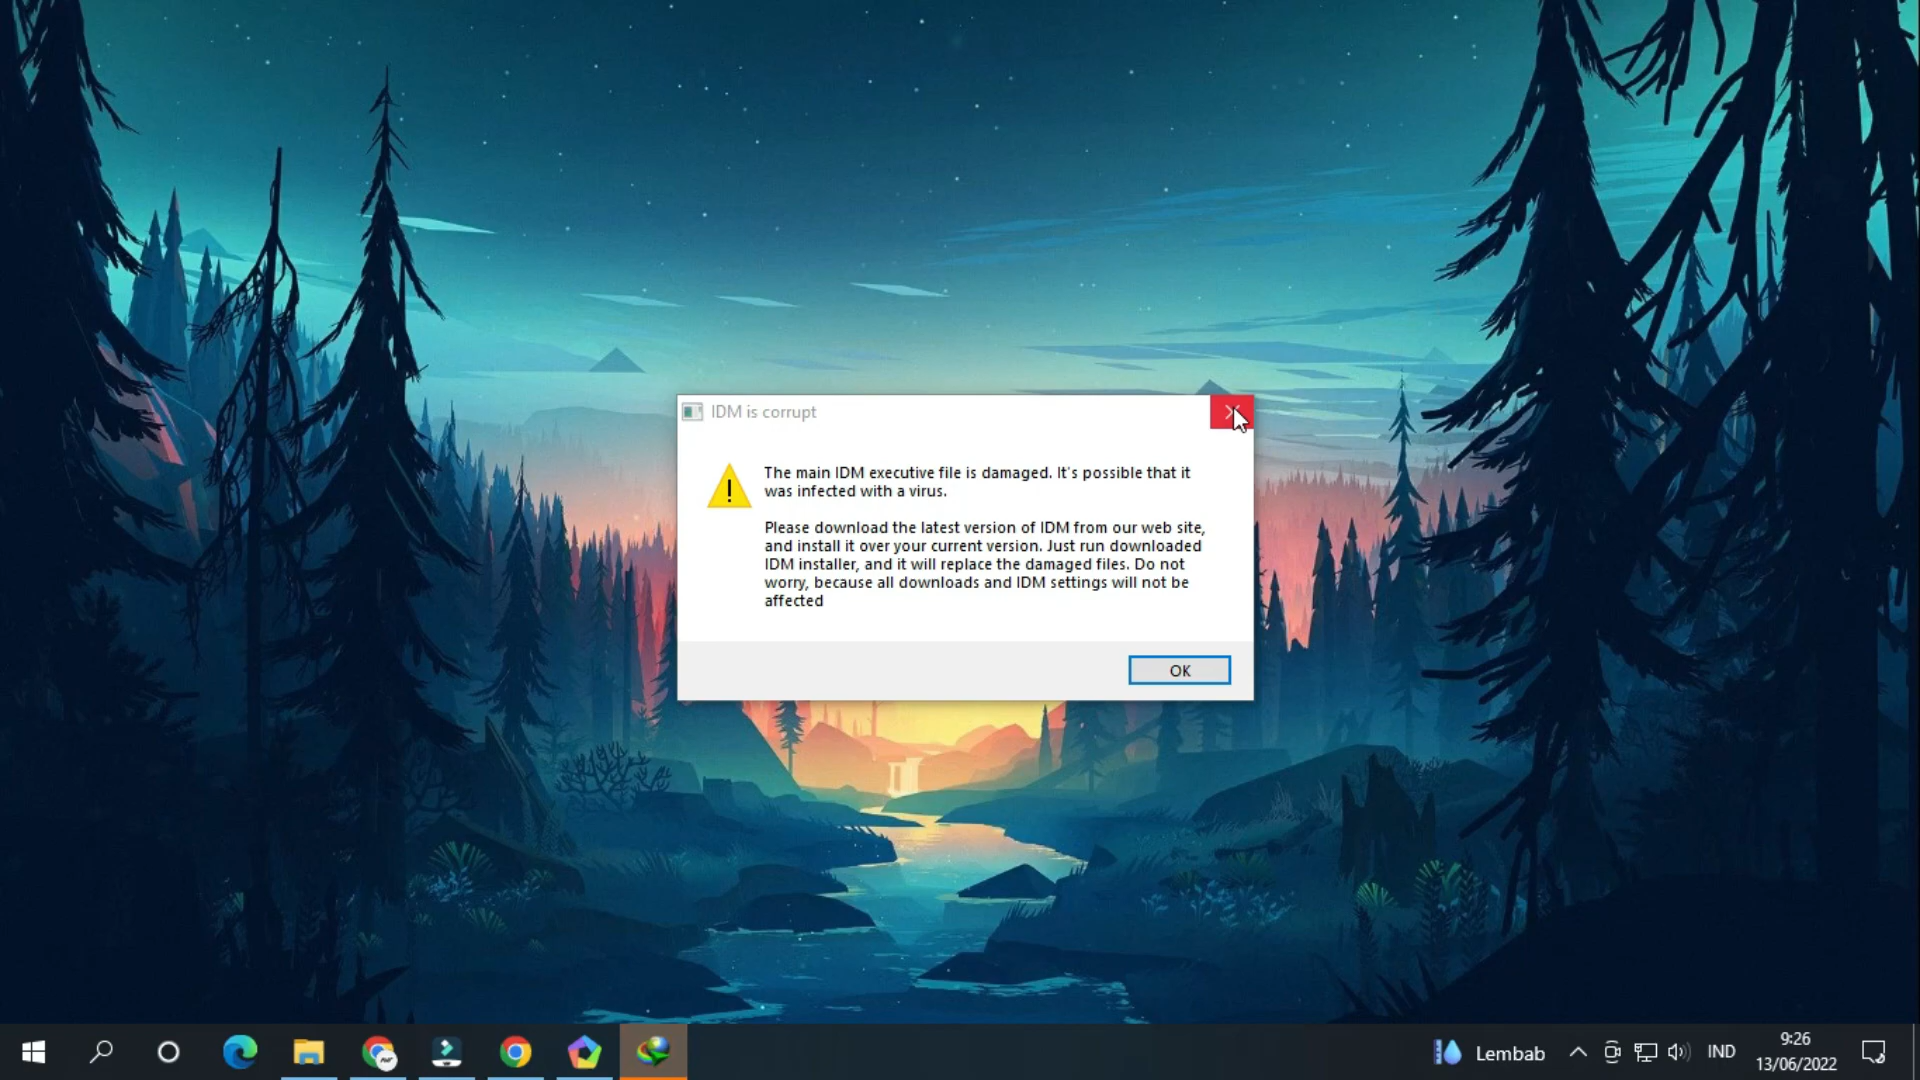 IDM is corrupt
The main IDM executive file is damaged. It's possible that it
was infected with a virus.
Please download the latest version of IDM from our web site,
and install it over your current version. Just run downloaded
IDM installer, and it will replace the damaged files. Do not
worry, because all downloads and IDM settings will not be
affected
OK
Lembab
IND
9:26
13/06/2022